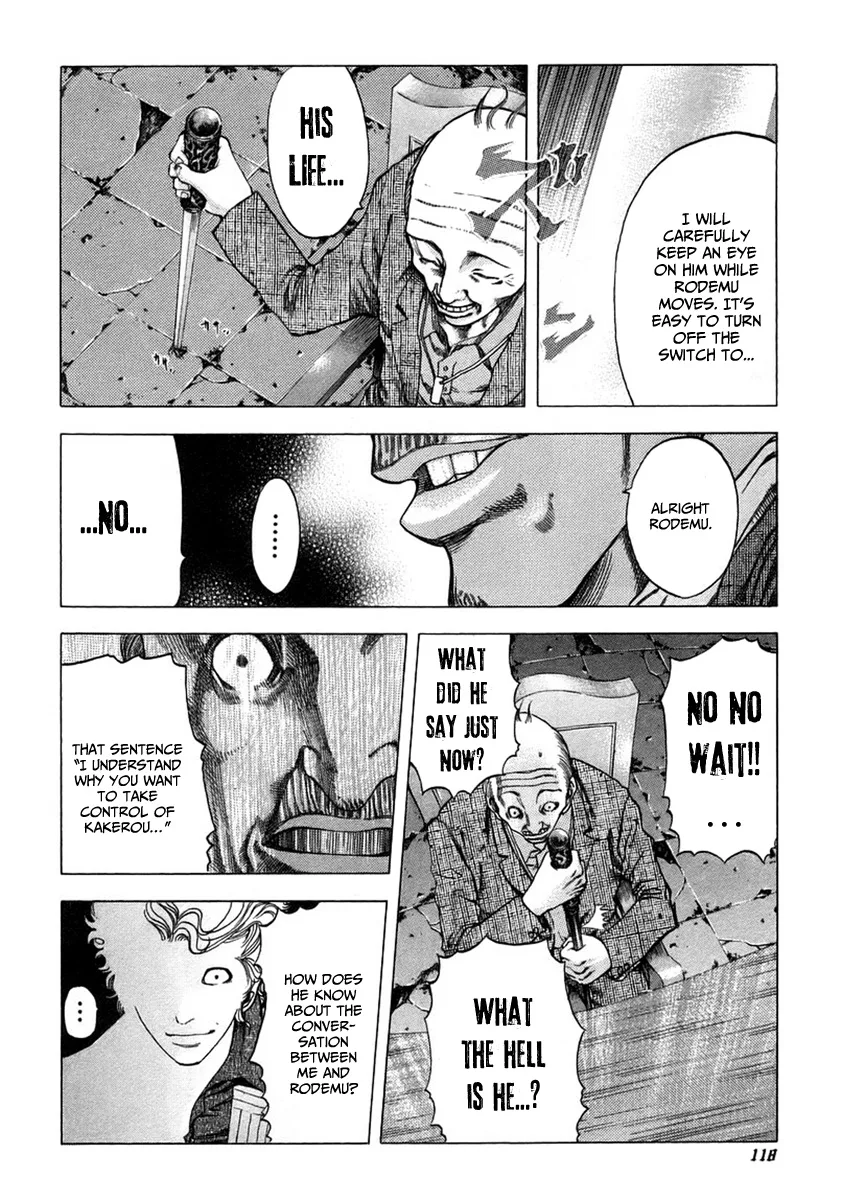 I WILL
CAREFULLY
KEEP AN EYE
ON HIM WHILE
RODEMU
MOVES. IT'S
EASY TO TURN
OFF THE
SWITCH TO...
HIS
LIFE...
ALRIGHT
RODEMU.
......
...NO...
NO NO
WAIT!!
...
WHAT
DID HE
SAY JUST
NOW?
WHAT
THE HELL
IS HE...?
THAT SENTENCE
"I UNDERSTAND
WHY YOU WANT
TO TAKE
CONTROL OF
KAKEROU..."
HOW DOES
HE KNOW
ABOUT THE
CONVER-
SATION
BETWEEN
ME AND
RODEMU?
...
118